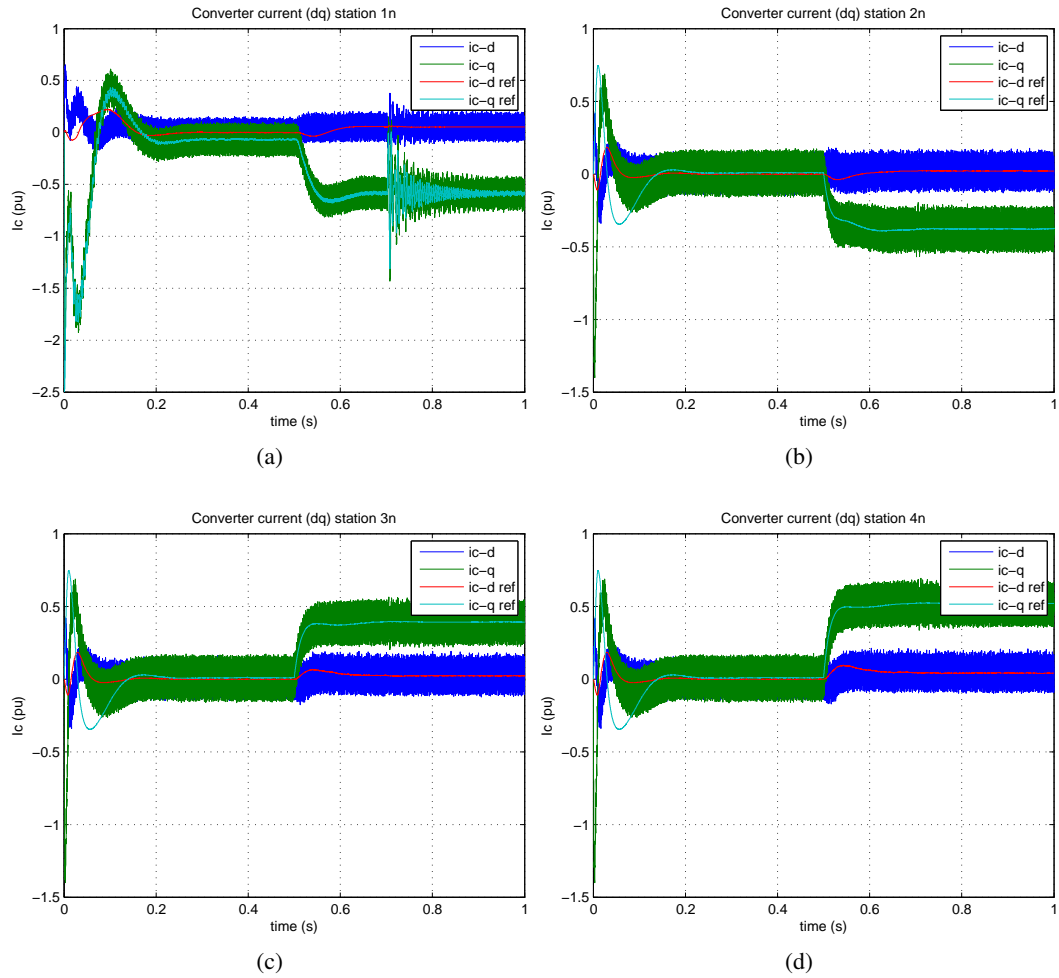 Converter current (dq) station 1n
1
0.5
0
−0.5
−1
−1.5
−2
−2.5
Ic (pu)
0
0.2
0.4
0.6
0.8
1
time (s)
ic−d
ic−q
ic−d ref
ic−q ref
(a)
Converter current (dq) station 2n
1
0.5
0
−0.5
−1
−1.5
Ic (pu)
0
0.2
0.4
0.6
0.8
1
time (s)
ic−d
ic−q
ic−d ref
ic−q ref
(b)
Converter current (dq) station 3n
1
0.5
0
−0.5
−1
−1.5
Ic (pu)
0
0.2
0.4
0.6
0.8
1
time (s)
ic−d
ic−q
ic−d ref
ic−q ref
(c)
Converter current (dq) station 4n
1
0.5
0
−0.5
−1
−1.5
Ic (pu)
0
0.2
0.4
0.6
0.8
1
time (s)
ic−d
ic−q
ic−d ref
ic−q ref
(d)